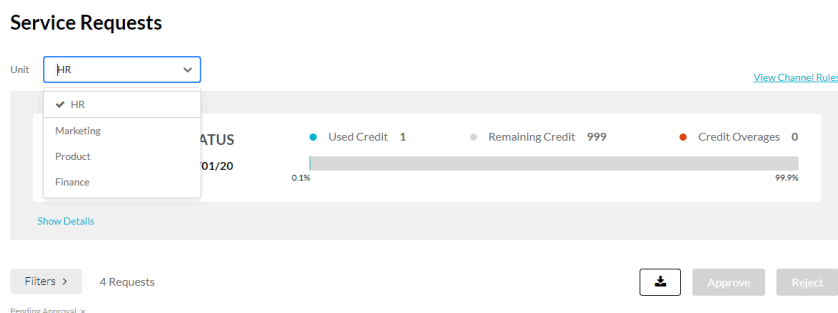 Service Requests
Unit HR
View Channel Rules
HR
Marketing
Product
Finance
ATUS
01/20
Used Credit 1
Remaining Credit 999
Credit Overages 0
0.1%
99.9%
Show Details
Filters >
4 Requests
Approve
Reject
Pending Approval ×